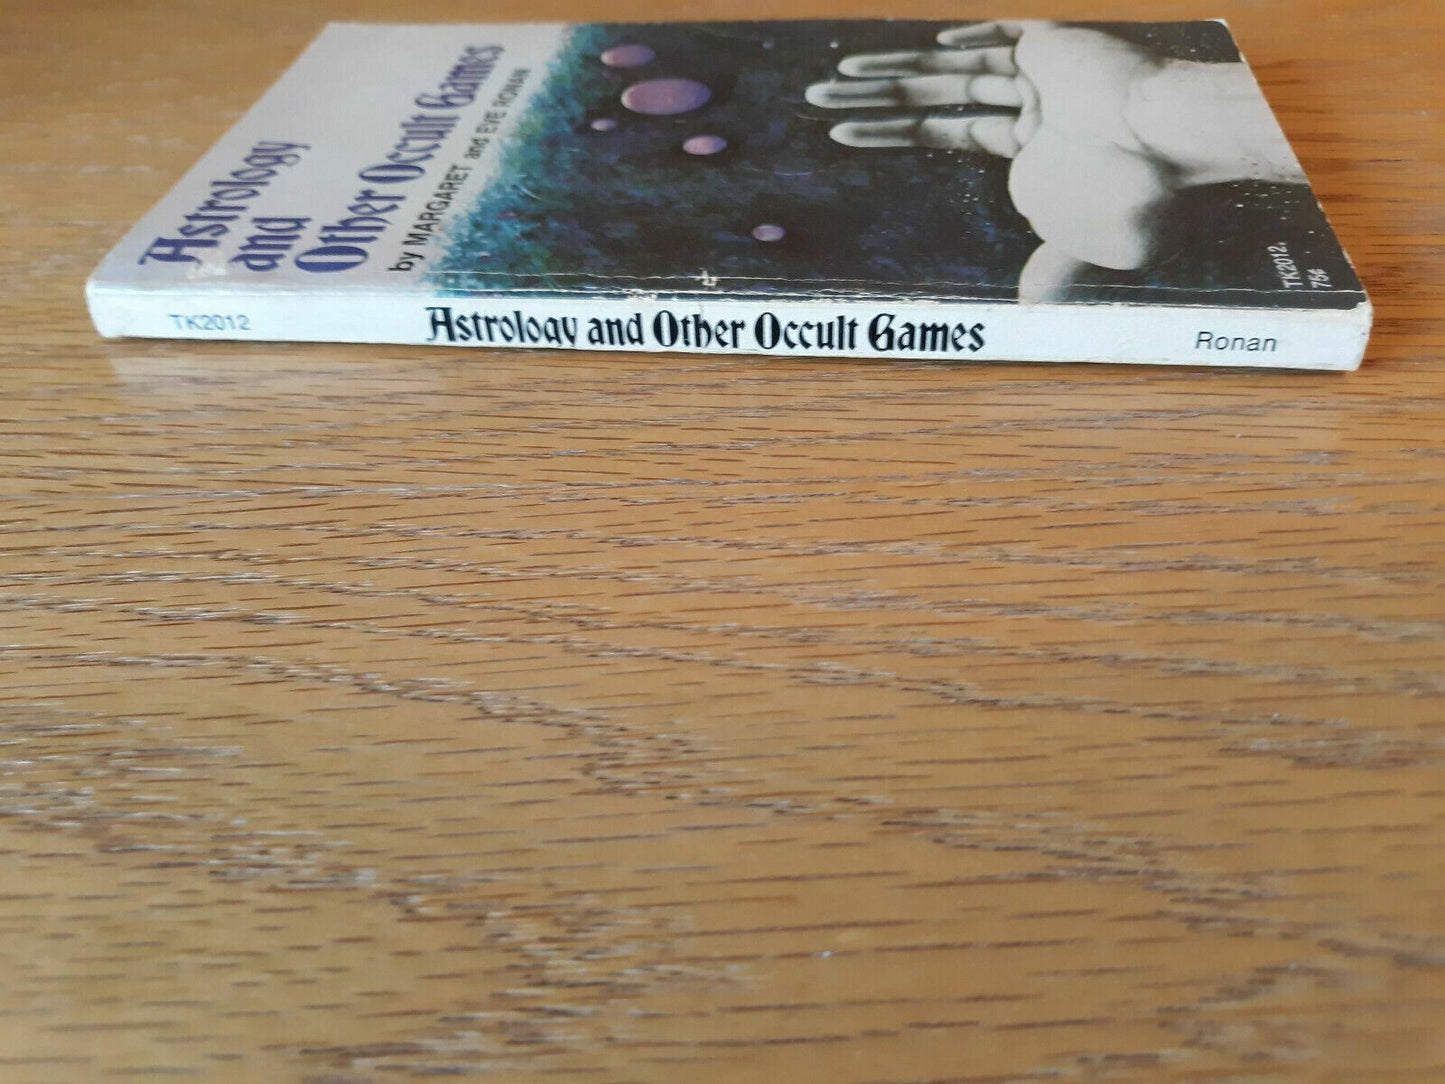 Astrology
and
Other Occult Games
by MARGARET and EVE RONAN
TK2012
75¢
TK2012
Astrology and Other Occult Games
Ronan